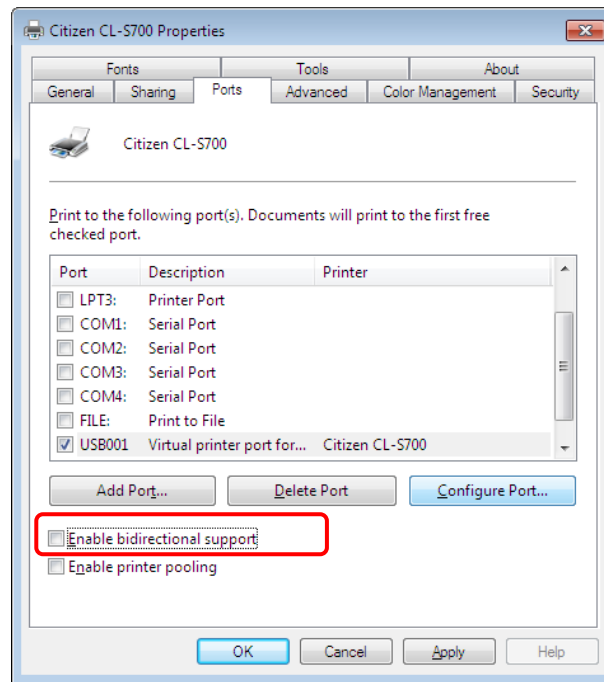 Citizen CL-S700 Properties
Fonts Tools About
General Sharing Ports Advanced Color Management Security
Citizen CL-S700
Print to the following port(s). Documents will print to the first free
checked port.
Port Description Printer
LPT3: Printer Port
COM1: Serial Port
COM2: Serial Port
COM3: Serial Port
COM4: Serial Port
FILE: Print to File
USB001 Virtual printer port for... Citizen CL-S700
Add Port... Delete Port Configure Port...
Enable bidirectional support
Enable printer pooling
OK Cancel Apply Help